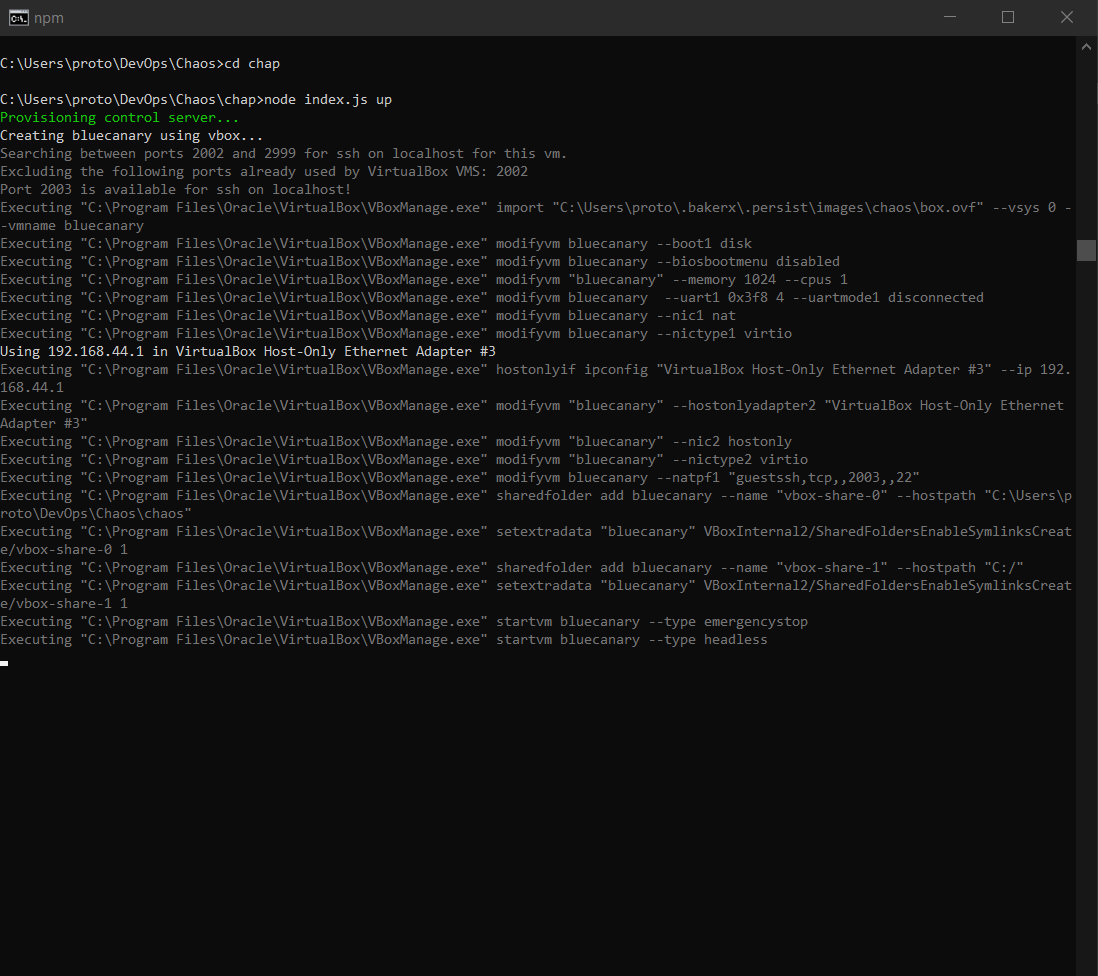 npm
C:\Users\proto\DevOps\Chaos>cd chap
C:\Users\proto\DevOps\Chaos\chap>node index.js up
Provisioning control server...
Creating bluecanary using vbox...
Searching between ports 2002 and 2999 for ssh on localhost for this vm.
Excluding the following ports already used by VirtualBox VMS: 2002
Port 2003 is available for ssh on localhost!
Executing "C:\Program Files\Oracle\VirtualBox\VBoxManage.exe" import "C:\Users\proto\.bakerx\.persist\images\chaos\box.ovf" --vsys 0 -
-vmname bluecanary
Executing "C:\Program Files\Oracle\VirtualBox\VBoxManage.exe" modifyvm bluecanary --boot1 disk
Executing "C:\Program Files\Oracle\VirtualBox\VBoxManage.exe" modifyvm bluecanary --biosbootmenu disabled
Executing "C:\Program Files\Oracle\VirtualBox\VBoxManage.exe" modifyvm "bluecanary" --memory 1024 --cpus 1
Executing "C:\Program Files\Oracle\VirtualBox\VBoxManage.exe" modifyvm bluecanary  --uart1 0x3f8 4 --uartmode1 disconnected
Executing "C:\Program Files\Oracle\VirtualBox\VBoxManage.exe" modifyvm bluecanary --nic1 nat
Executing "C:\Program Files\Oracle\VirtualBox\VBoxManage.exe" modifyvm bluecanary --nictype1 virtio
Using 192.168.44.1 in VirtualBox Host-Only Ethernet Adapter #3
Executing "C:\Program Files\Oracle\VirtualBox\VBoxManage.exe" hostonlyif ipconfig "VirtualBox Host-Only Ethernet Adapter #3" --ip 192.
168.44.1
Executing "C:\Program Files\Oracle\VirtualBox\VBoxManage.exe" modifyvm "bluecanary" --hostonlyadapter2 "VirtualBox Host-Only Ethernet
Adapter #3"
Executing "C:\Program Files\Oracle\VirtualBox\VBoxManage.exe" modifyvm "bluecanary" --nic2 hostonly
Executing "C:\Program Files\Oracle\VirtualBox\VBoxManage.exe" modifyvm "bluecanary" --nictype2 virtio
Executing "C:\Program Files\Oracle\VirtualBox\VBoxManage.exe" modifyvm bluecanary --natpf1 "guestssh,tcp,,2003,,22"
Executing "C:\Program Files\Oracle\VirtualBox\VBoxManage.exe" sharedfolder add bluecanary --name "vbox-share-0" --hostpath "C:\Users\p
roto\DevOps\Chaos\chaos"
Executing "C:\Program Files\Oracle\VirtualBox\VBoxManage.exe" setextradata "bluecanary" VBoxInternal2/SharedFoldersEnableSymlinksCreat
e/vbox-share-0 1
Executing "C:\Program Files\Oracle\VirtualBox\VBoxManage.exe" sharedfolder add bluecanary --name "vbox-share-1" --hostpath "C:/"
Executing "C:\Program Files\Oracle\VirtualBox\VBoxManage.exe" setextradata "bluecanary" VBoxInternal2/SharedFoldersEnableSymlinksCreat
e/vbox-share-1 1
Executing "C:\Program Files\Oracle\VirtualBox\VBoxManage.exe" startvm bluecanary --type emergencystop
Executing "C:\Program Files\Oracle\VirtualBox\VBoxManage.exe" startvm bluecanary --type headless